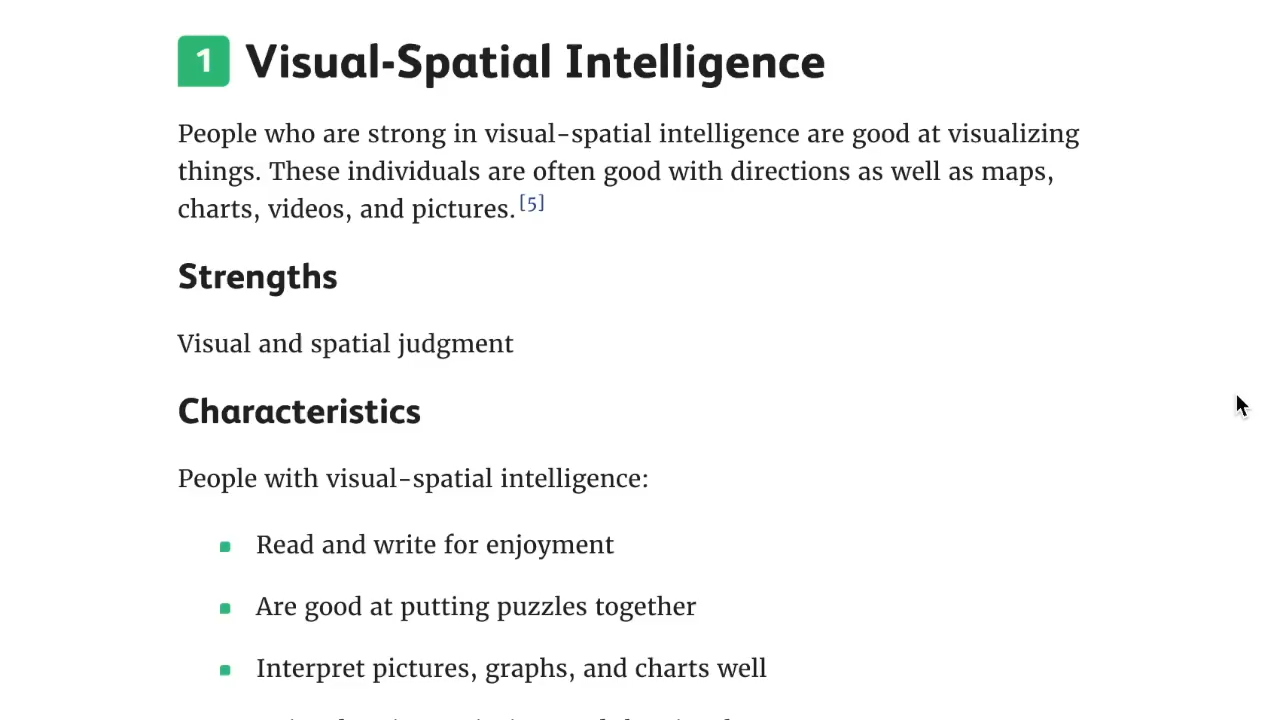 1 Visual-Spatial Intelligence
People who are strong in visual-spatial intelligence are good at visualizing
things. These individuals are often good with directions as well as maps,
charts, videos, and pictures. [5]
Strengths
Visual and spatial judgment
Characteristics
People with visual-spatial intelligence:
Read and write for enjoyment
Are good at putting puzzles together
Interpret pictures, graphs, and charts well